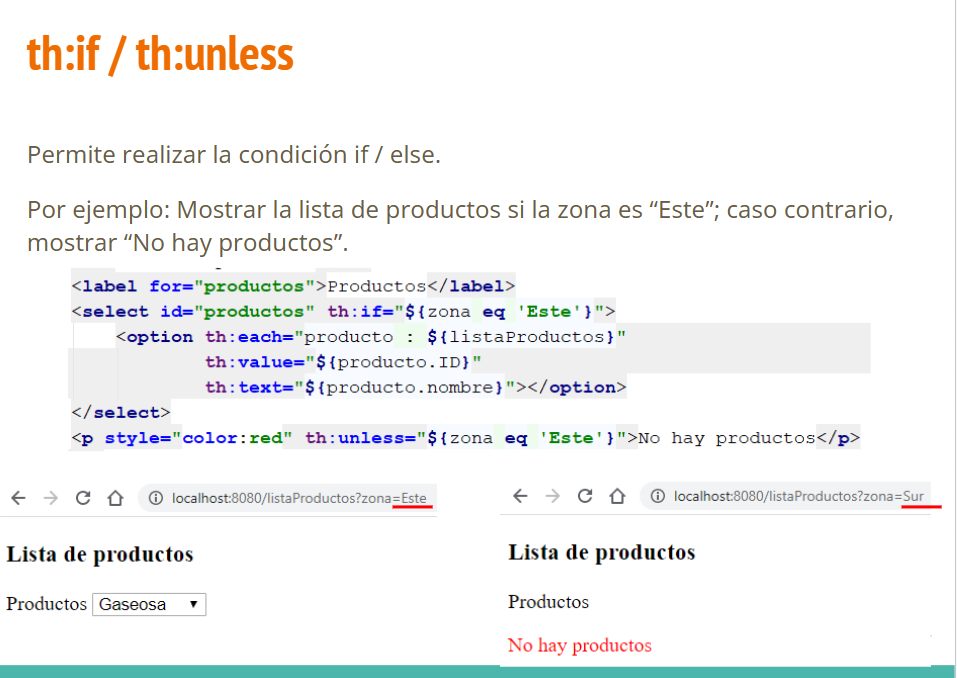 th:if / th:unless
Permite realizar la condición if / else.
Por ejemplo: Mostrar la lista de productos si la zona es “Este”; caso contrario,
mostrar “No hay productos”.
<label for="productos">Productos</label>
<select id="productos" th:if="${zona eq 'Este'}">
<option th:each="producto : ${listaProductos}"
th:value="${producto.ID}"
th:text="${producto.nombre}"></option>
</select>
<p style="color:red" th:unless="${zona eq 'Este'}">No hay productos</p>
localhost:8080/listaProductos?zona=Este
Lista de productos
Productos Gaseosa
localhost:8080/listaProductos?zona=Sur
Lista de productos
Productos
No hay productos